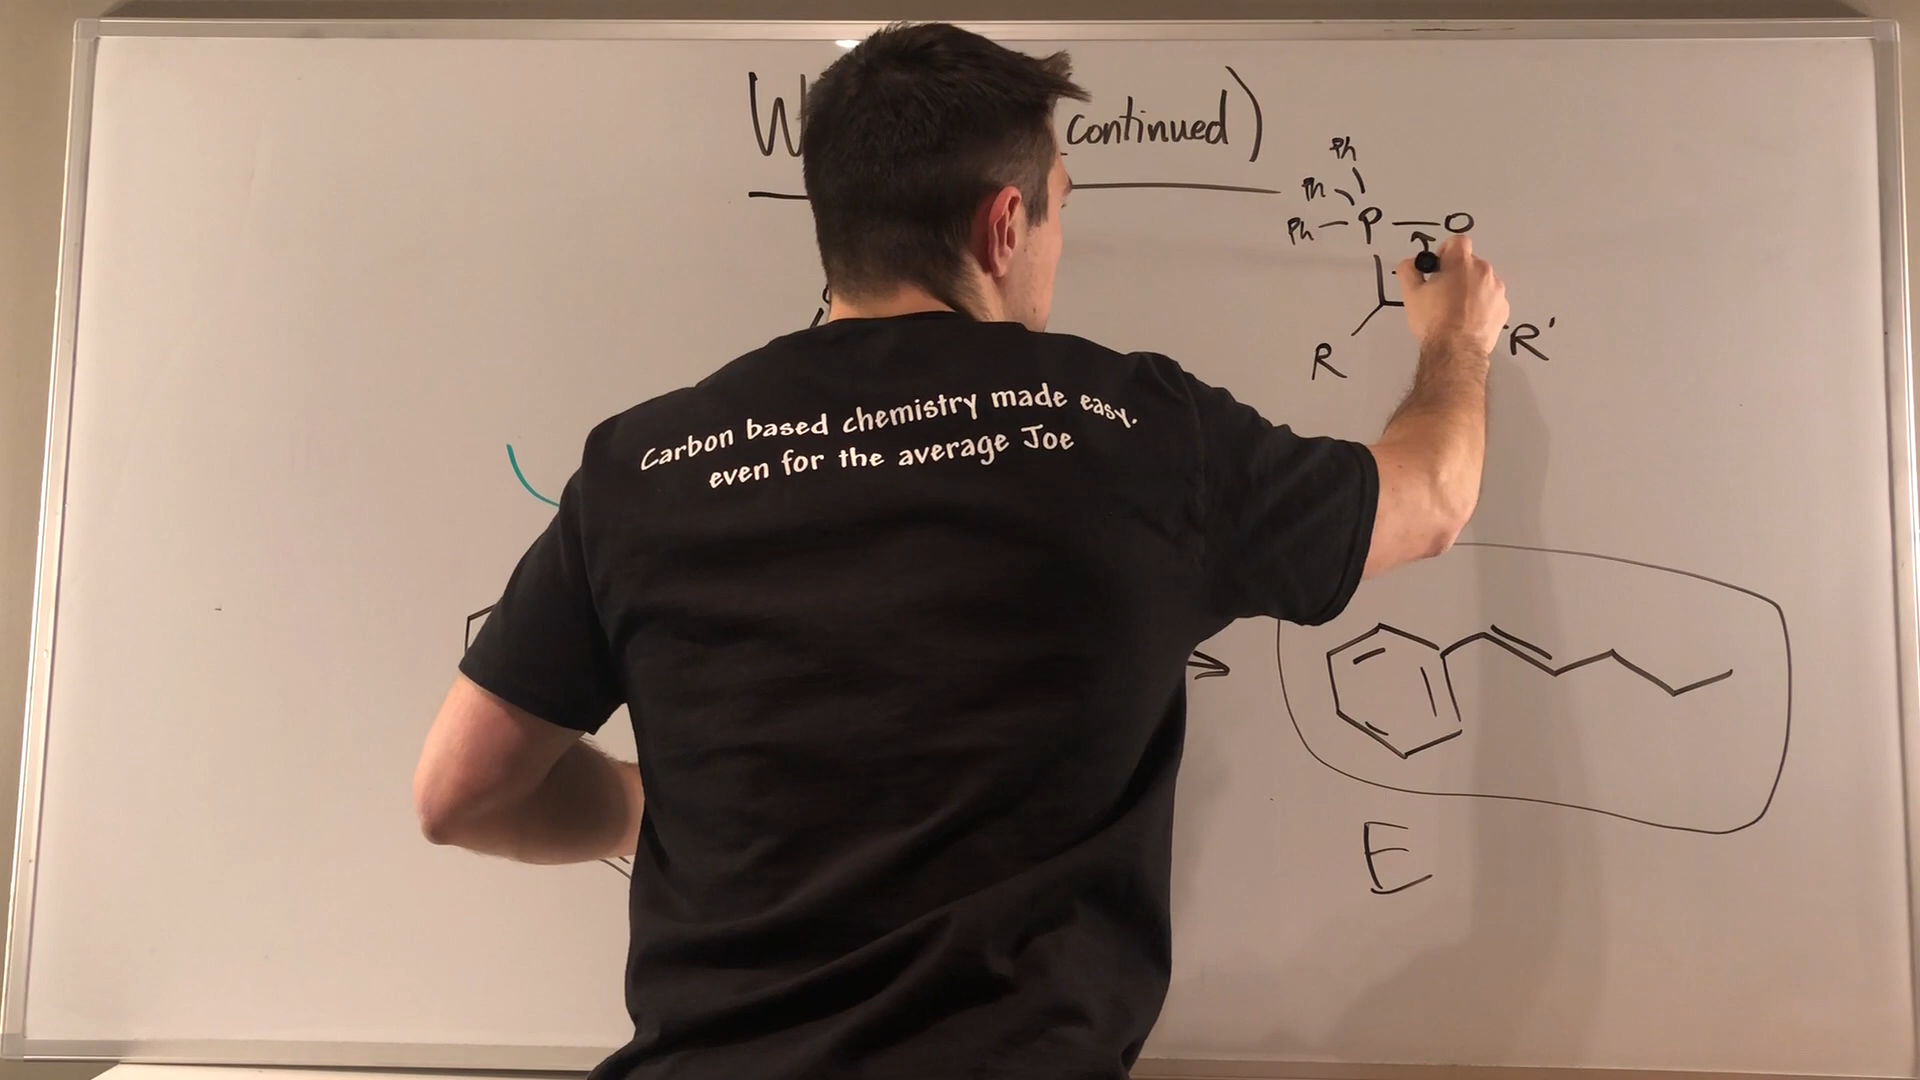 continued)
Ph
Ph
Ph P O
R R'
Carbon based chemistry made easy.
even for the average Joe
E